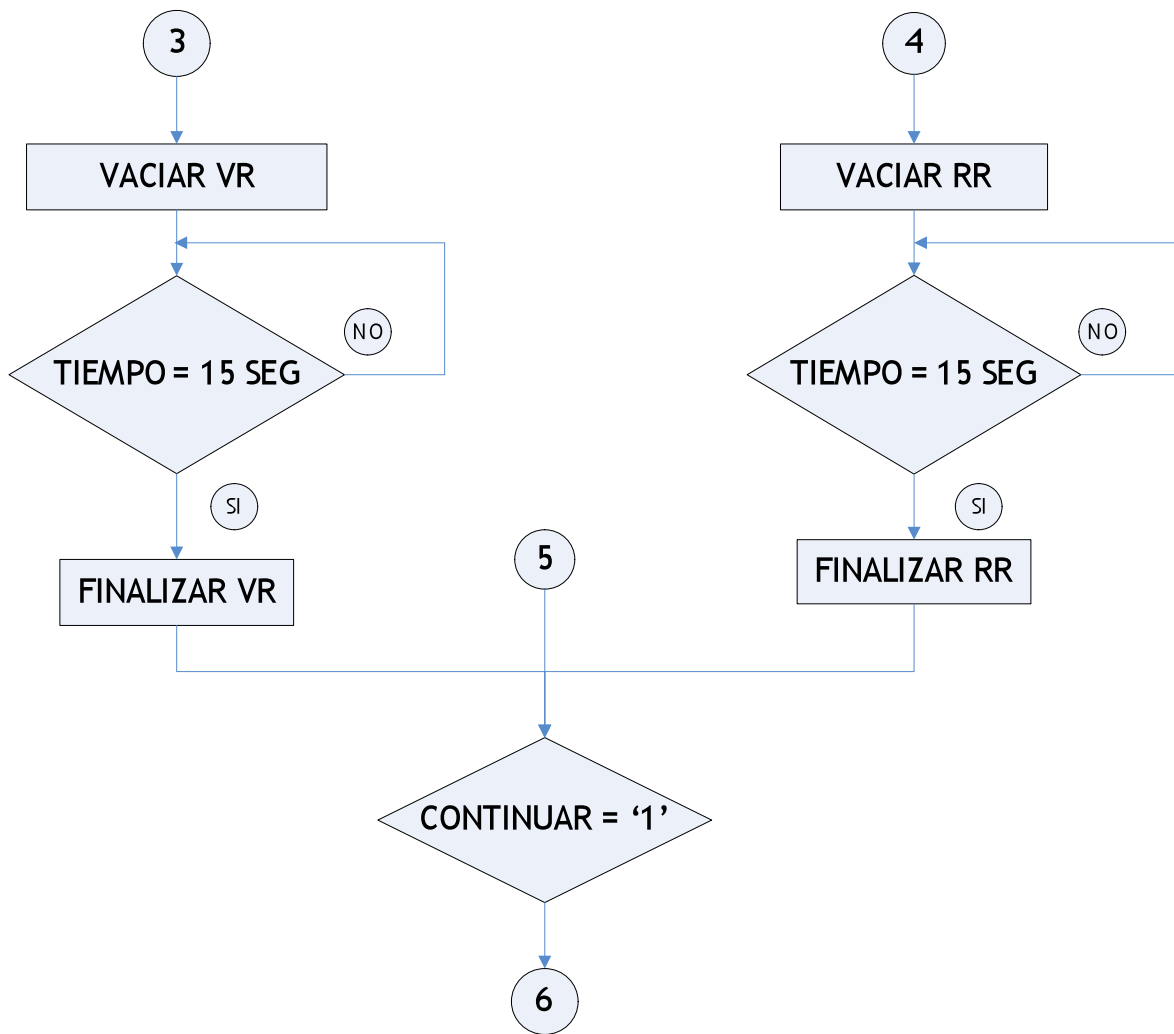 3
4
VACIAR VR
VACIAR RR
NO
NO
TIEMPO = 15 SEG
TIEMPO = 15 SEG
SI
SI
5
FINALIZAR VR
FINALIZAR RR
CONTINUAR = ‘1’
6